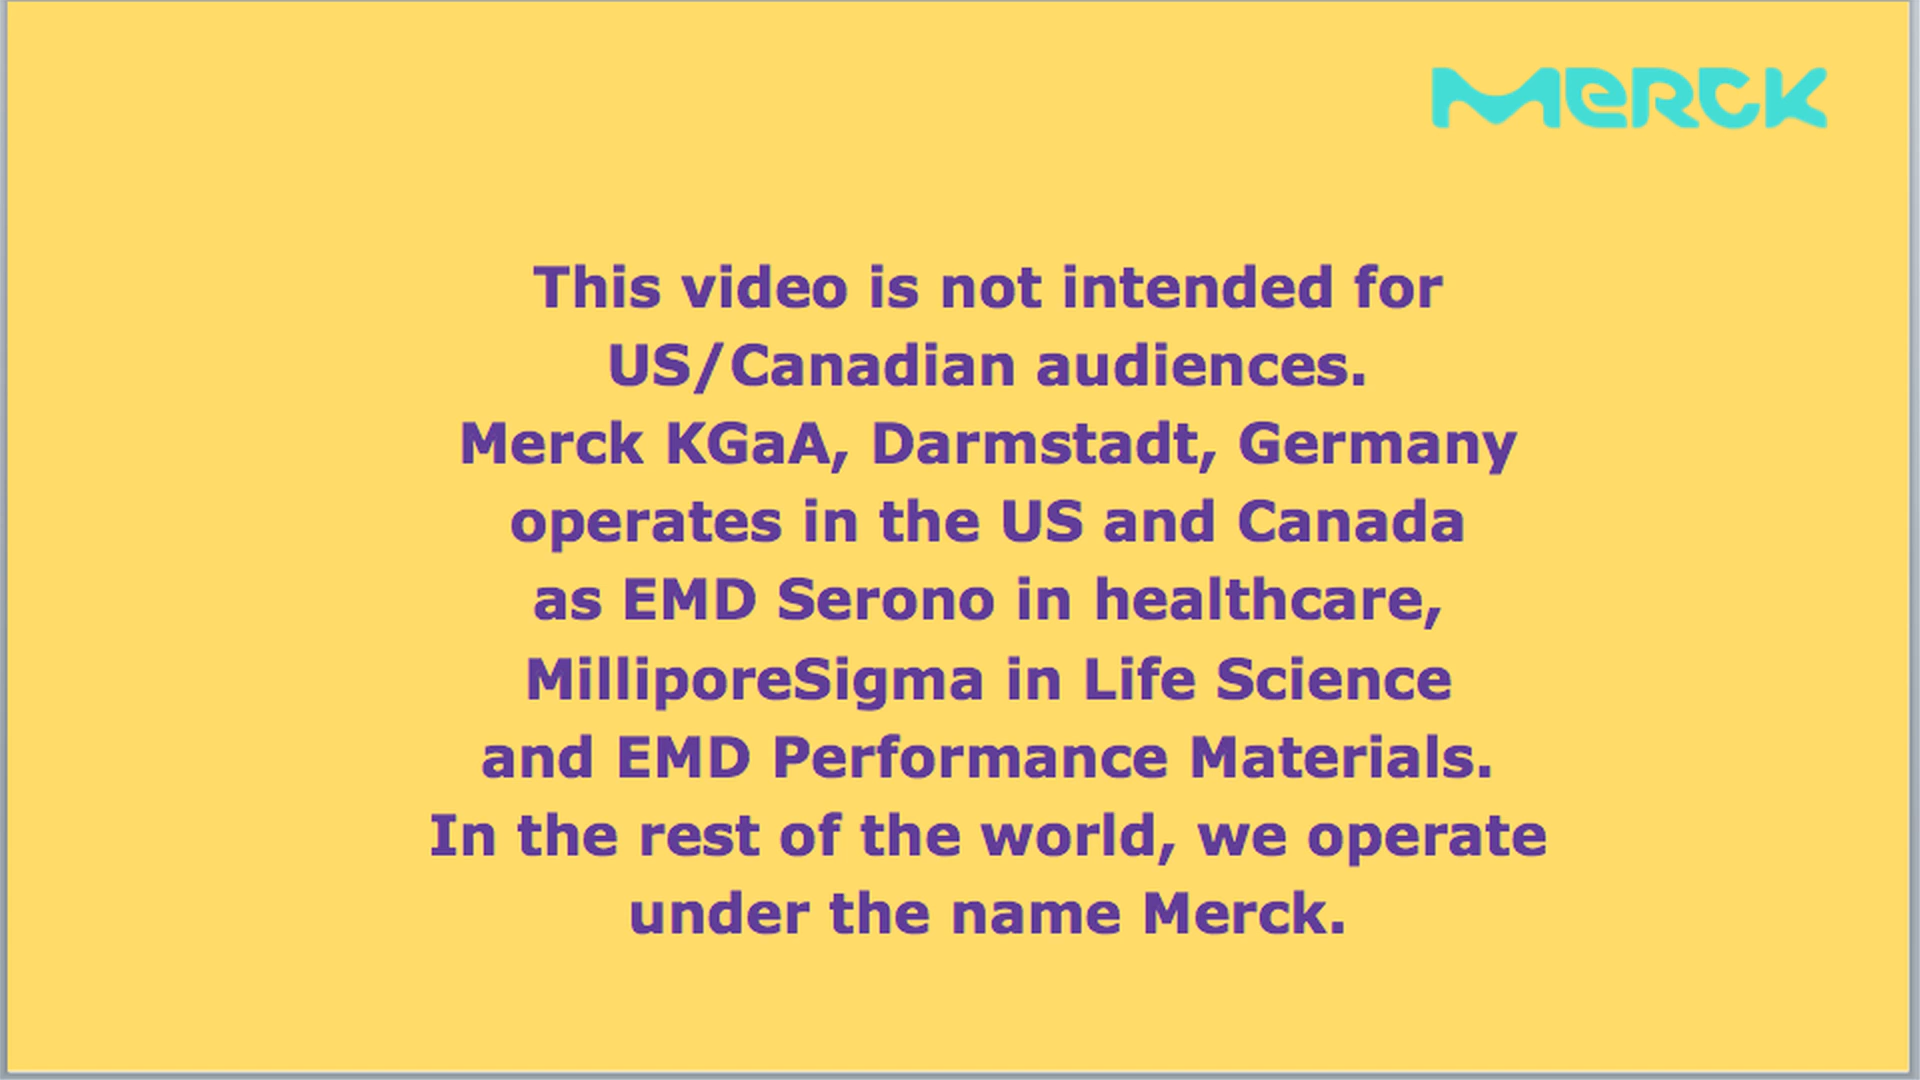 MERCK
This video is not intended for
US/Canadian audiences.
Merck KGaA, Darmstadt, Germany
operates in the US and Canada
as EMD Serono in healthcare,
MilliporeSigma in Life Science
and EMD Performance Materials.
In the rest of the world, we operate
under the name Merck.